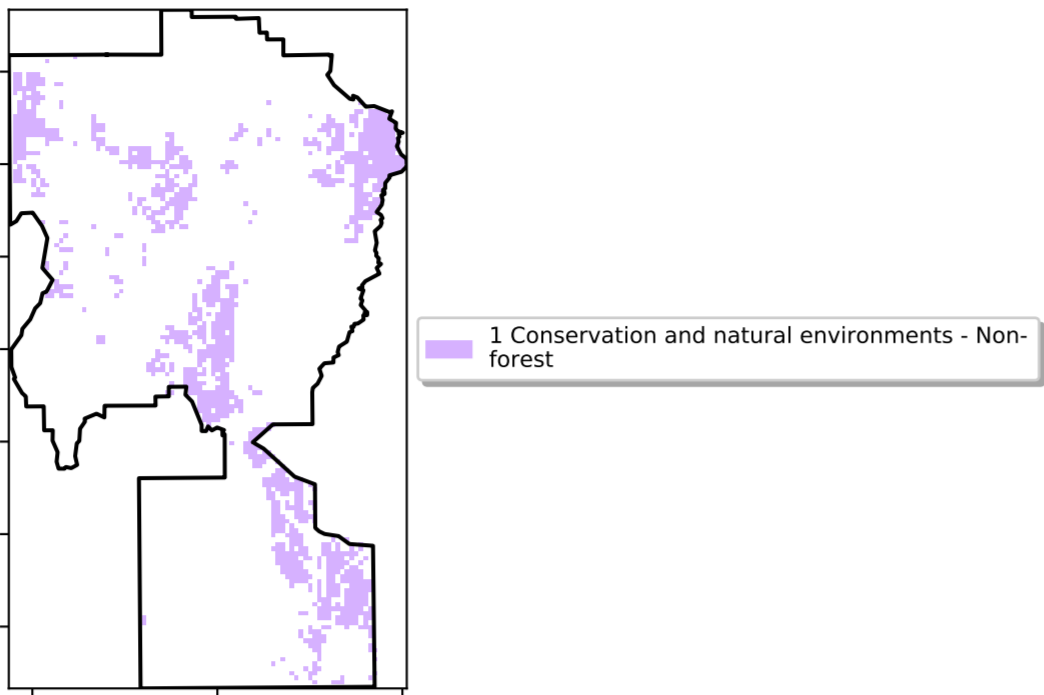 1 Conservation and natural environments - Non-
forest